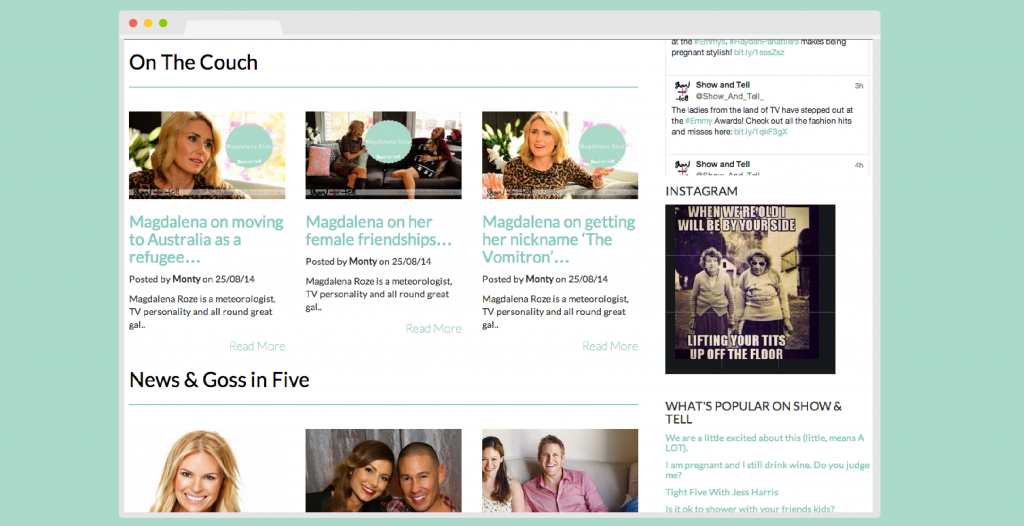 On The Couch
Magdalena Roze
Magdalena Roze
Magdalena Roze
Magdalena on moving
to Australia as a
refugee…
Posted by Monty on 25/08/14
Magdalena Roze is a meteorologist,
TV personality and all round great
gal..
Read More
Magdalena on her
female friendships…
Posted by Monty on 25/08/14
Magdalena Roze is a meteorologist,
TV personality and all round great
gal..
Read More
Magdalena on getting
her nickname ‘The
Vomitron’…
Posted by Monty on 25/08/14
Magdalena Roze is a meteorologist,
TV personality and all round great
gal..
Read More
News & Goss in Five
at the #Emmys. #HaydenPanattiere makes being
pregnant stylish! bit.ly/1sssZsz
Show and Tell
3h
@Show_And_Tell_
The ladies from the land of TV have stepped out at
the #Emmy Awards! Check out all the fashion hits
and misses here: bit.ly/1qkF3gX
Show and Tell
4h
@Show_And_Tell_
INSTAGRAM
WHEN WE'RE OLD I
WILL BE BY YOUR SIDE
LIFTING YOUR TITS
UP OFF THE FLOOR
WHAT'S POPULAR ON SHOW &
TELL
We are a little excited about this (little, means A
LOT).
I am pregnant and I still drink wine. Do you judge
me?
Tight Five With Jess Harris
Is it ok to shower with your friends kids?